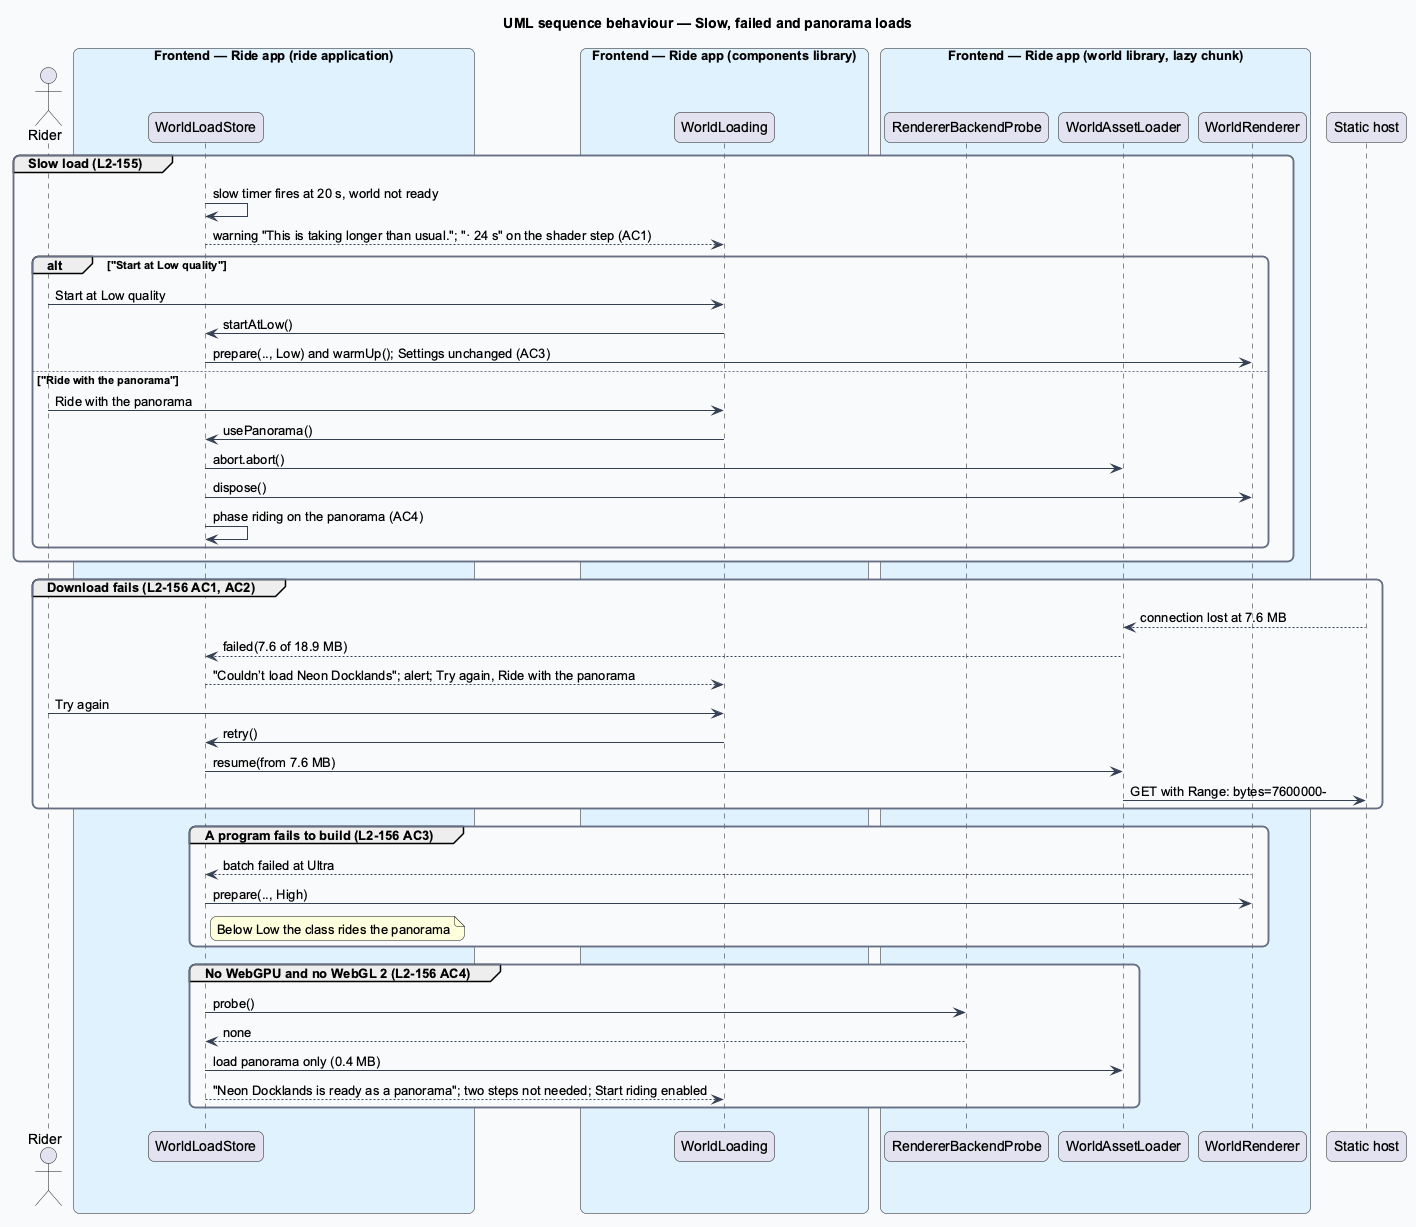 UML sequence behaviour — Slow, failed and panorama loads
Frontend — Ride app (ride application)
Frontend — Ride app (components library)
Frontend — Ride app (world library, lazy chunk)
Rider
WorldLoadStore
WorldLoading
RendererBackendProbe
WorldAssetLoader
WorldRenderer
Static host
Slow load (L2-155)
slow timer fires at 20 s, world not ready
warning "This is taking longer than usual."; "· 24 s" on the shader step (AC1)
alt
["Start at Low quality"]
Start at Low quality
startAtLow()
prepare(.., Low) and warmUp(); Settings unchanged (AC3)
["Ride with the panorama"]
Ride with the panorama
usePanorama()
abort.abort()
dispose()
phase riding on the panorama (AC4)
Download fails (L2-156 AC1, AC2)
connection lost at 7.6 MB
failed(7.6 of 18.9 MB)
"Couldn’t load Neon Docklands"; alert; Try again, Ride with the panorama
Try again
retry()
resume(from 7.6 MB)
GET with Range: bytes=7600000-
A program fails to build (L2-156 AC3)
batch failed at Ultra
prepare(.., High)
Below Low the class rides the panorama
No WebGPU and no WebGL 2 (L2-156 AC4)
probe()
none
load panorama only (0.4 MB)
"Neon Docklands is ready as a panorama"; two steps not needed; Start riding enabled
Rider
WorldLoadStore
WorldLoading
RendererBackendProbe
WorldAssetLoader
WorldRenderer
Static host